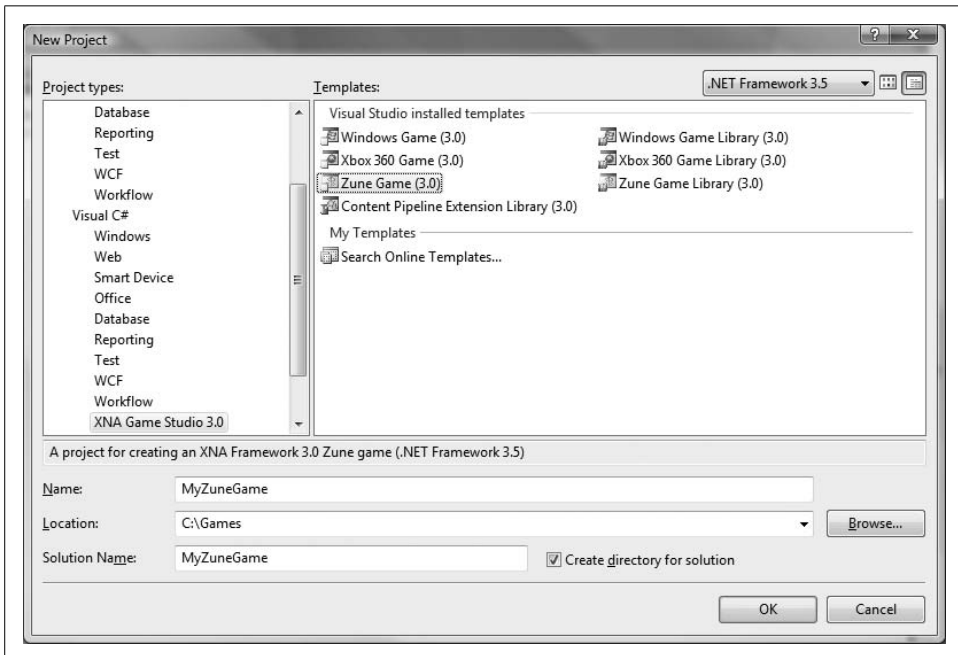 New Project
Project types:
Templates:
.NET Framework 3.5
Database
Reporting
Test
WCF
Workflow
Visual C#
Windows
Web
Smart Device
Office
Database
Reporting
Test
WCF
Workflow
XNA Game Studio 3.0
Visual Studio installed templates
Windows Game (3.0)
Windows Game Library (3.0)
Xbox 360 Game (3.0)
Xbox 360 Game Library (3.0)
Zune Game (3.0)
Zune Game Library (3.0)
Content Pipeline Extension Library (3.0)
My Templates
Search Online Templates...
A project for creating an XNA Framework 3.0 Zune game (.NET Framework 3.5)
Name:
MyZuneGame
Location:
C:\Games
Browse...
Solution Name:
MyZuneGame
Create directory for solution
OK
Cancel